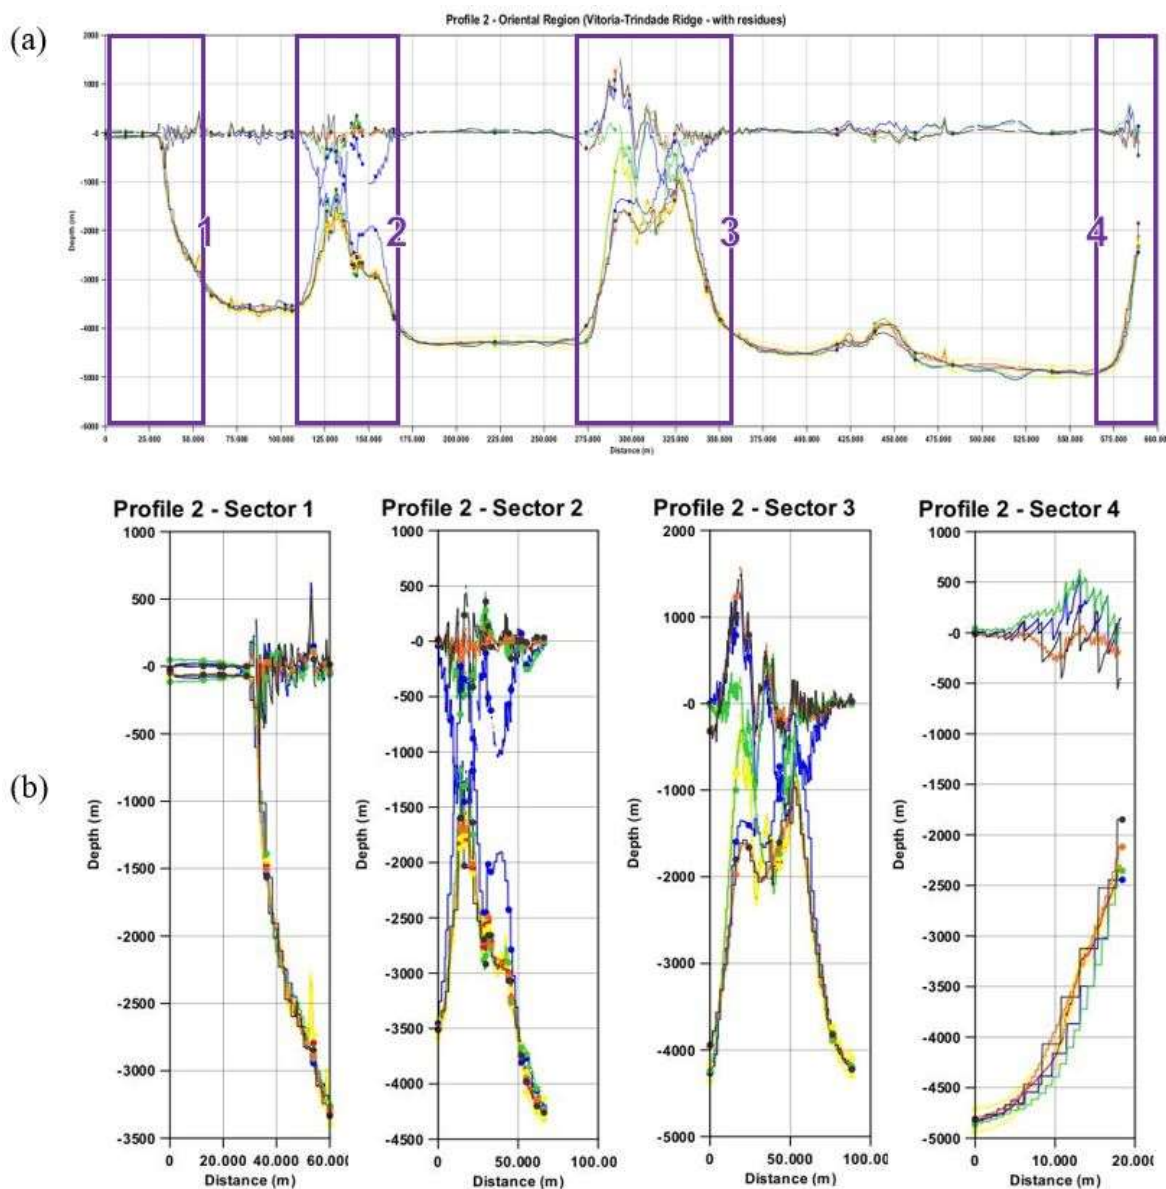 (a)
Profile 2 - Oriental Region (Vitoria-Trindade Ridge - with residues)
2000
1000
-0
-1000
-2000
-3000
-4000
-5000
-6000
Depth (m)
1
2
3
4
0 25.000 50.000 75.000 100.000 125.000 150.000 175.000 200.000 225.000 250.000 275.000 300.000 325.000 350.000 375.000 400.000 425.000 450.000 475.000 500.000 525.000 550.000 575.000 600.00
Distance (m)
(b)
Profile 2 - Sector 1
1000
500
-0
-500
-1000
-1500
-2000
-2500
-3000
-3500
Depth (m)
0 20.000 40.000 60.00
Distance (m)
Profile 2 - Sector 2
1000
500
-0
-500
-1000
-1500
-2000
-2500
-3000
-3500
-4000
-4500
Depth (m)
0 50.000 100.00
Distance (m)
Profile 2 - Sector 3
2000
1000
-0
-1000
-2000
-3000
-4000
-5000
Depth (m)
0 50.000 100.00
Distance (m)
Profile 2 - Sector 4
1000
500
-0
-500
-1000
-1500
-2000
-2500
-3000
-3500
-4000
-4500
-5000
Depth (m)
0 10.000 20.000
Distance (m)